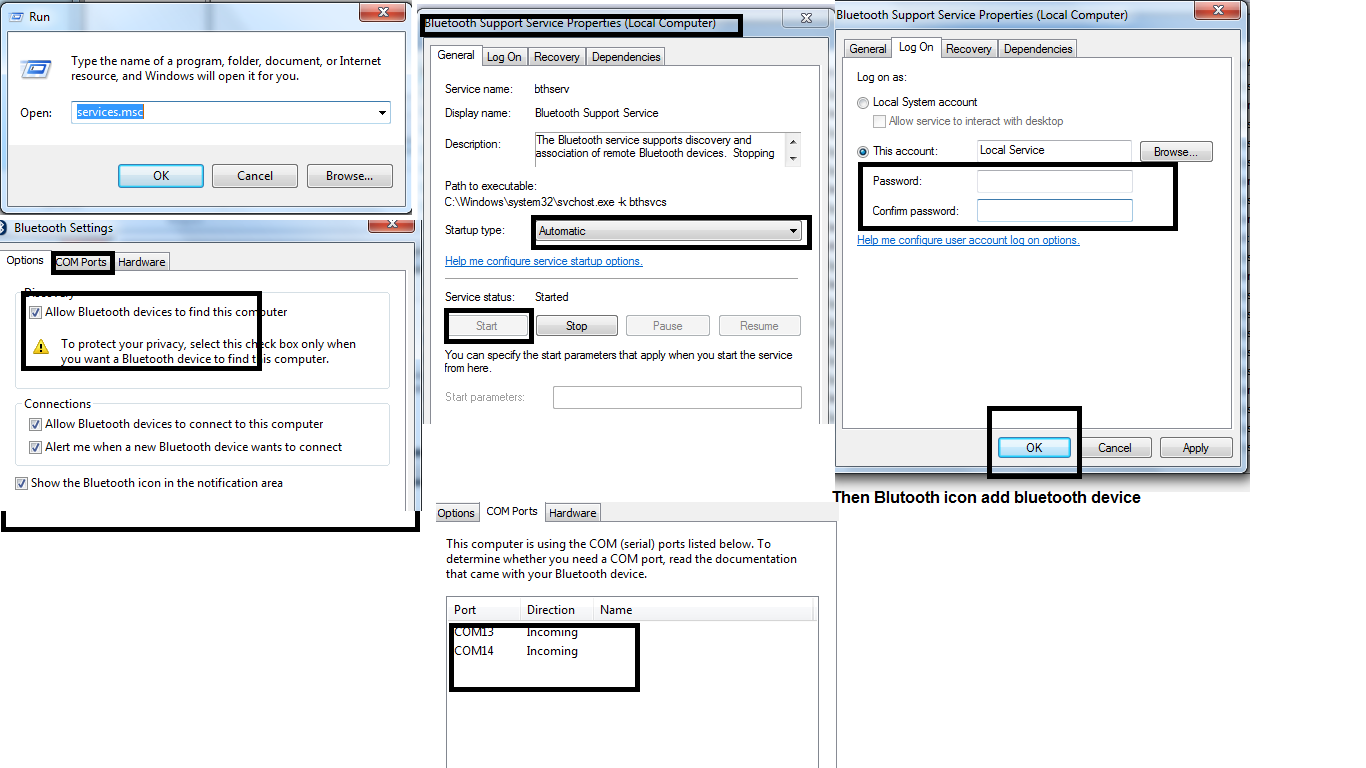 Run
Type the name of a program, folder, document, or Internet
resource, and Windows will open it for you.
Open: services.msc
OK Cancel Browse...
Bluetooth Settings
Options COM Ports Hardware
Discovery
Allow Bluetooth devices to find this computer
To protect your privacy, select this check box only when
you want a Bluetooth device to find this computer.
Connections
Allow Bluetooth devices to connect to this computer
Alert me when a new Bluetooth device wants to connect
Show the Bluetooth icon in the notification area
Bluetooth Support Service Properties (Local Computer)
General Log On Recovery Dependencies
Service name: bthserv
Display name: Bluetooth Support Service
Description: The Bluetooth service supports discovery and
association of remote Bluetooth devices. Stopping
Path to executable:
C:\Windows\system32\svchost.exe -k bthsvcs
Startup type: Automatic
Help me configure service startup options.
Service status: Started
Start Stop Pause Resume
You can specify the start parameters that apply when you start the service
from here.
Start parameters:
Options COM Ports Hardware
This computer is using the COM (serial) ports listed below. To
determine whether you need a COM port, read the documentation
that came with your Bluetooth device.
Port Direction Name
COM13 Incoming
COM14 Incoming
Bluetooth Support Service Properties (Local Computer)
General Log On Recovery Dependencies
Log on as:
Local System account
Allow service to interact with desktop
This account: Local Service Browse...
Password:
Confirm password:
Help me configure user account log on options.
OK Cancel Apply
Then Blutooth icon add bluetooth device